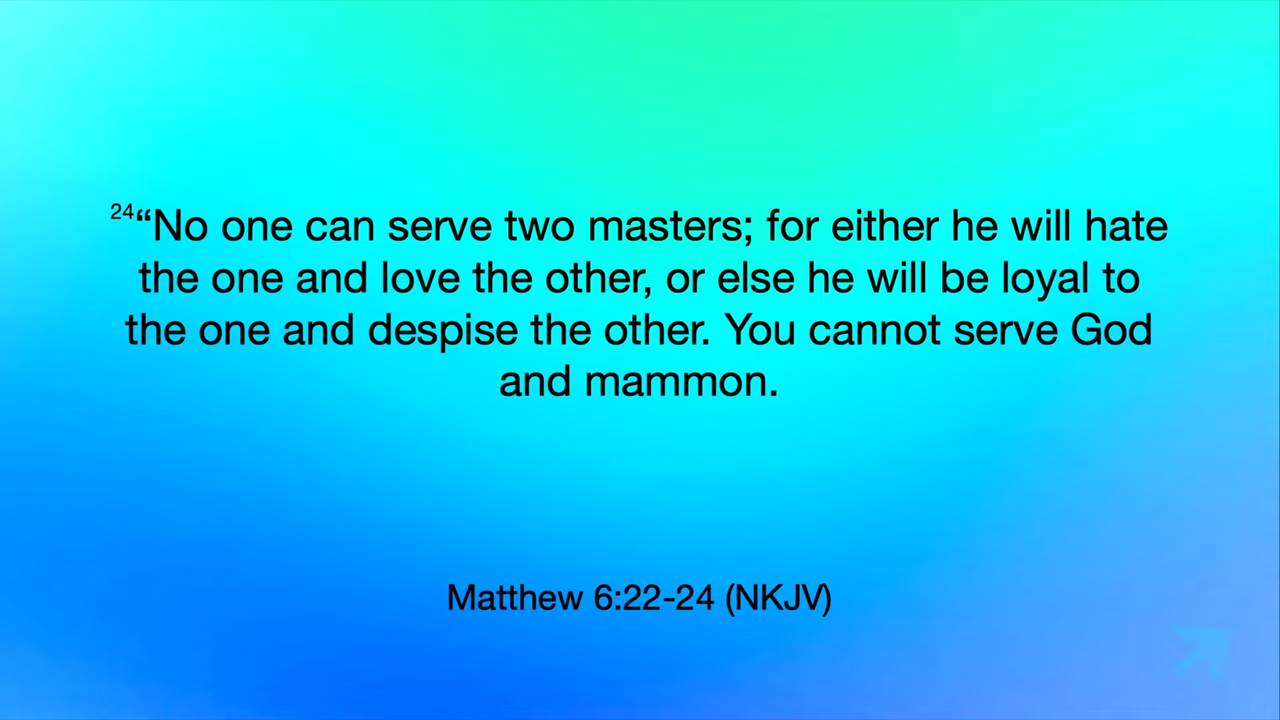 24“No one can serve two masters; for either he will hate
the one and love the other, or else he will be loyal to
the one and despise the other. You cannot serve God
and mammon.
Matthew 6:22-24 (NKJV)